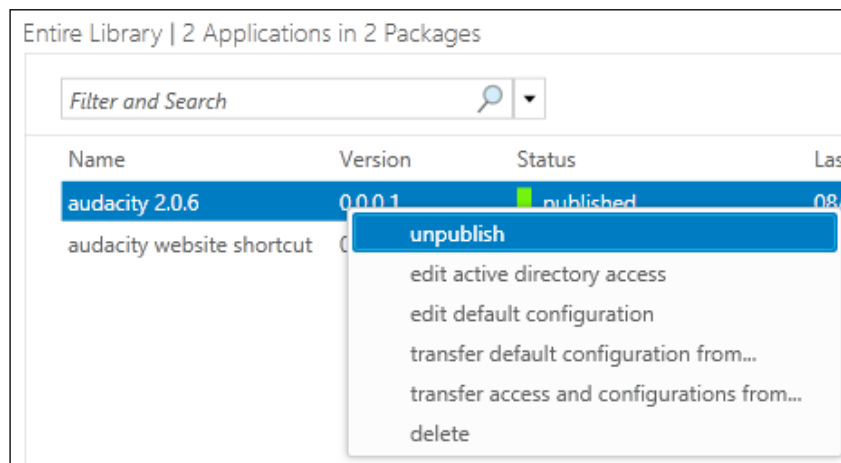 Entire Library | 2 Applications in 2 Packages
Filter and Search
Name Version Status Las
audacity 2.0.6 0.0.0.1 published 08
audacity website shortcut
unpublish
edit active directory access
edit default configuration
transfer default configuration from...
transfer access and configurations from...
delete